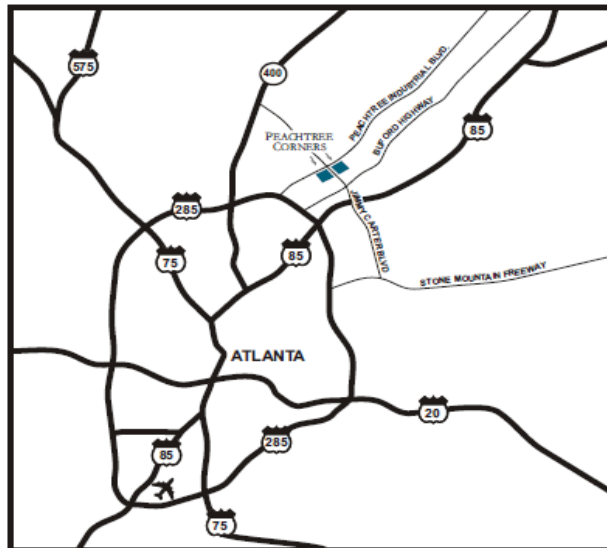 575
400
PEACHTREE INDUSTRIAL BLVD.
BUFORD HIGHWAY
85
PEACHTREE
CORNERS
285
JIMMY CARTER BLVD
75
85
STONE MOUNTAIN FREEWAY
ATLANTA
20
285
85
75